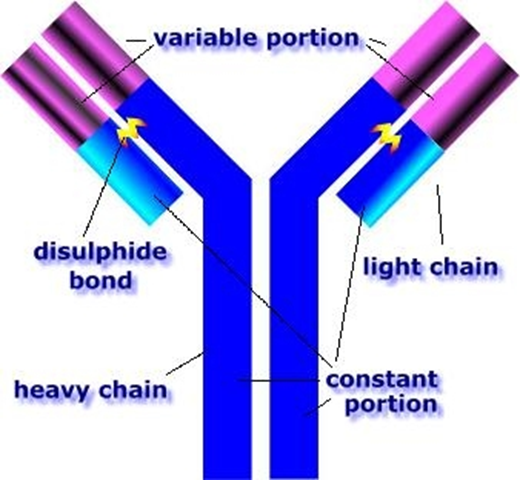 variable portion
disulphide
bond
light chain
heavy chain
constant
portion